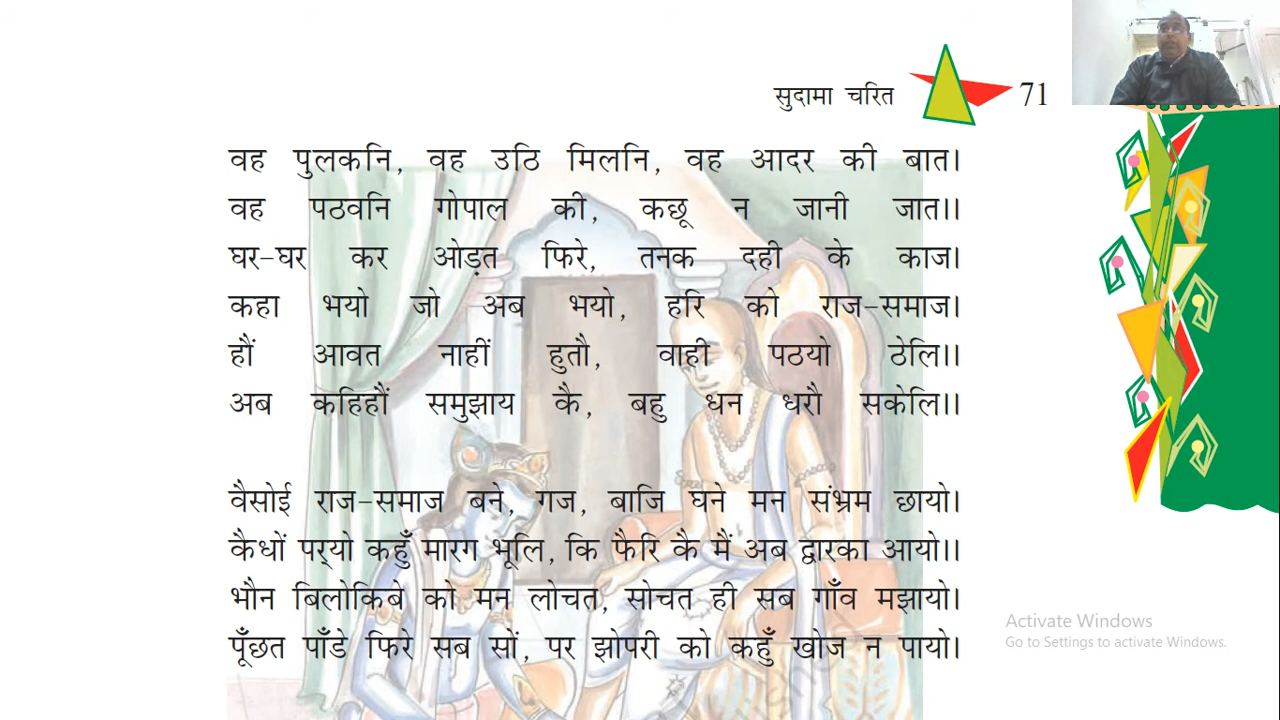 सुदामा चरित 71
वह पुलकनि, वह उठि मिलनि, वह आदर की बात।
वह पठवनि गोपाल की, कछू न जानी जात।।
घर-घर कर ओड़त फिरे, तनक दही के काज।
कहा भयो जो अब भयो, हरि को राज-समाज।
हौं आवत नाहीं हुतौ, वाही पठयो ठेलि।।
अब कहिहौं समुझाय कै, बहु धन धरौ सकेलि।।
वैसोई राज-समाज बने, गज, बाजि घने मन संभ्रम छायो।
कैधों पर्‌यो कहुँ मारग भूलि, कि फैरि कै मैं अब द्वारका आयो।।
भौन बिलोकिबे को मन लोचत, सोचत ही सब गाँव मझायो।
पूँछत पाँडे फिरे सब सों, पर झोपरी को कहुँ खोज न पायो।
Activate Windows
Go to Settings to activate Windows.